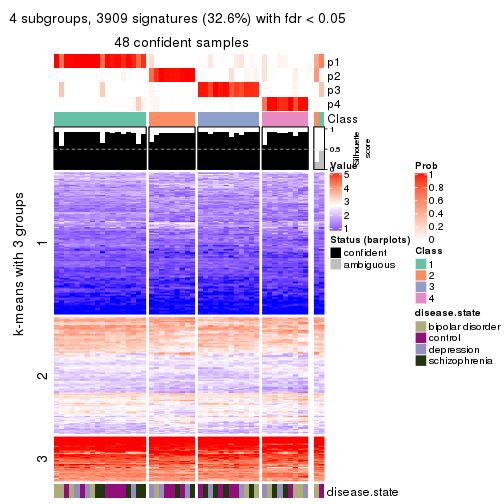 4 subgroups, 3909 signatures (32.6%) with fdr < 0.05
48 confident samples
p1
p2
p3
p4
Class
1
0.5
0
Silhouette
score
k-means with 3 groups
1
2
3
disease.state
Value
5
4
3
2
1
Status (barplots)
confident
ambiguous
Prob
1
0.8
0.6
0.4
0.2
0
Class
1
2
3
4
disease.state
bipolar disorder
control
depression
schizophrenia